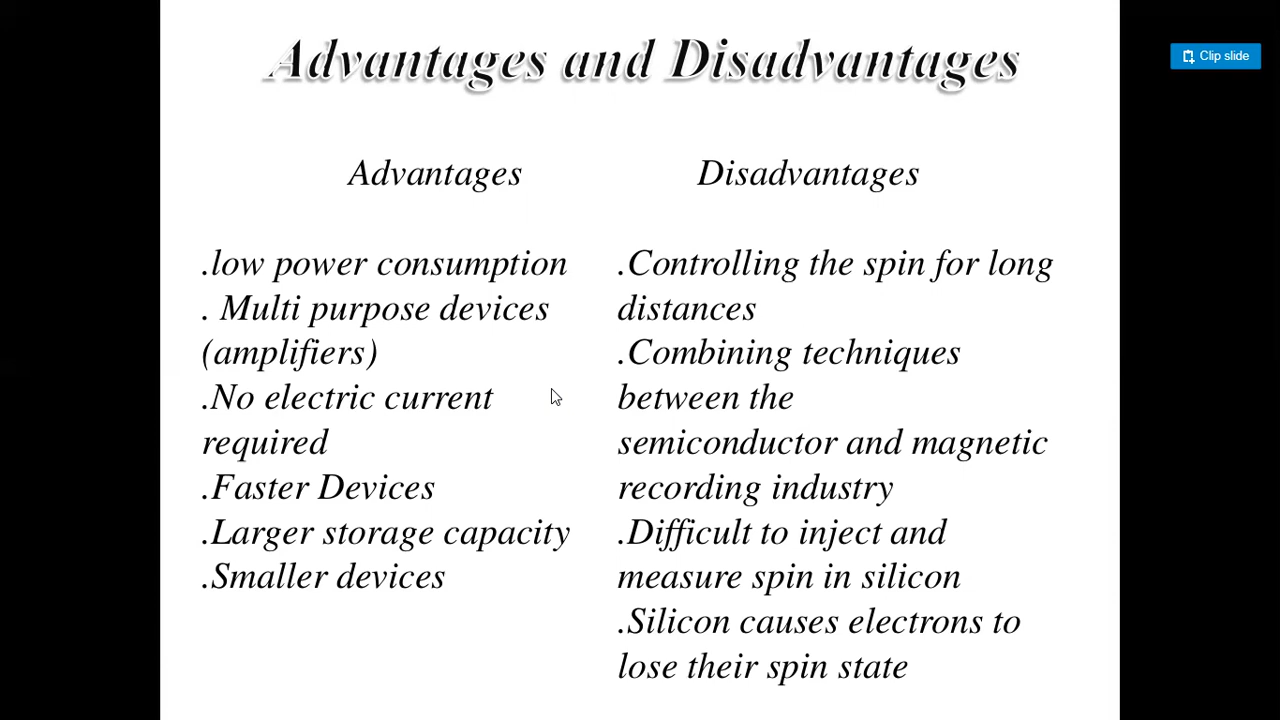 Advantages and Disadvantages
Clip slide
Advantages
.low power consumption
. Multi purpose devices
(amplifiers)
.No electric current
required
.Faster Devices
.Larger storage capacity
.Smaller devices
Disadvantages
.Controlling the spin for long
distances
.Combining techniques
between the
semiconductor and magnetic
recording industry
.Difficult to inject and
measure spin in silicon
.Silicon causes electrons to
lose their spin state